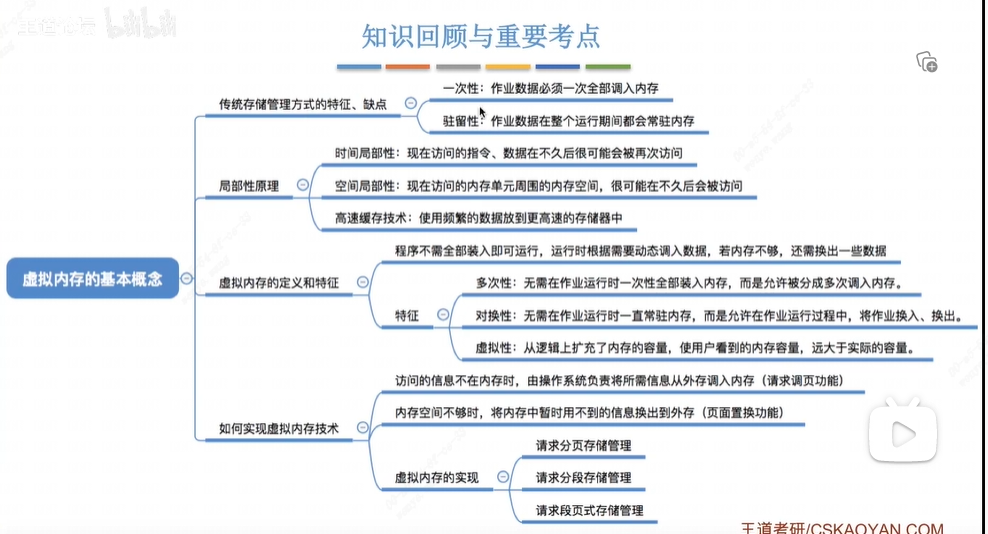 知识回顾与重要考点
一次性：作业数据必须一次全部调入内存
传统存储管理方式的特征、缺点
驻留性：作业数据在整个运行期间都会常驻内存
时间局部性：现在访问的指令、数据在不久后很可能会被再次访问
局部性原理
空间局部性：现在访问的内存单元周围的内存空间，很可能在不久后会被访问
高速缓存技术：使用频繁的数据放到更高速的存储器中
虚拟内存的基本概念
程序不需全部装入即可运行，运行时根据需要动态调入数据，若内存不够，还需换出一些数据
虚拟内存的定义和特征
多次性：无需在作业运行时一次性全部装入内存，而是允许被分成多次调入内存。
特征
对换性：无需在作业运行时一直常驻内存，而是允许在作业运行过程中，将作业换入、换出。
虚拟性：从逻辑上扩充了内存的容量，使用户看到的内存容量，远大于实际的容量。
访问的信息不在内存时，由操作系统负责将所需信息从外存调入内存（请求调页功能）
内存空间不够时，将内存中暂时用不到的信息换出到外存（页面置换功能）
如何实现虚拟内存技术
请求分页存储管理
虚拟内存的实现
请求分段存储管理
请求段页式存储管理
王道考研/CSKAOYAN.COM